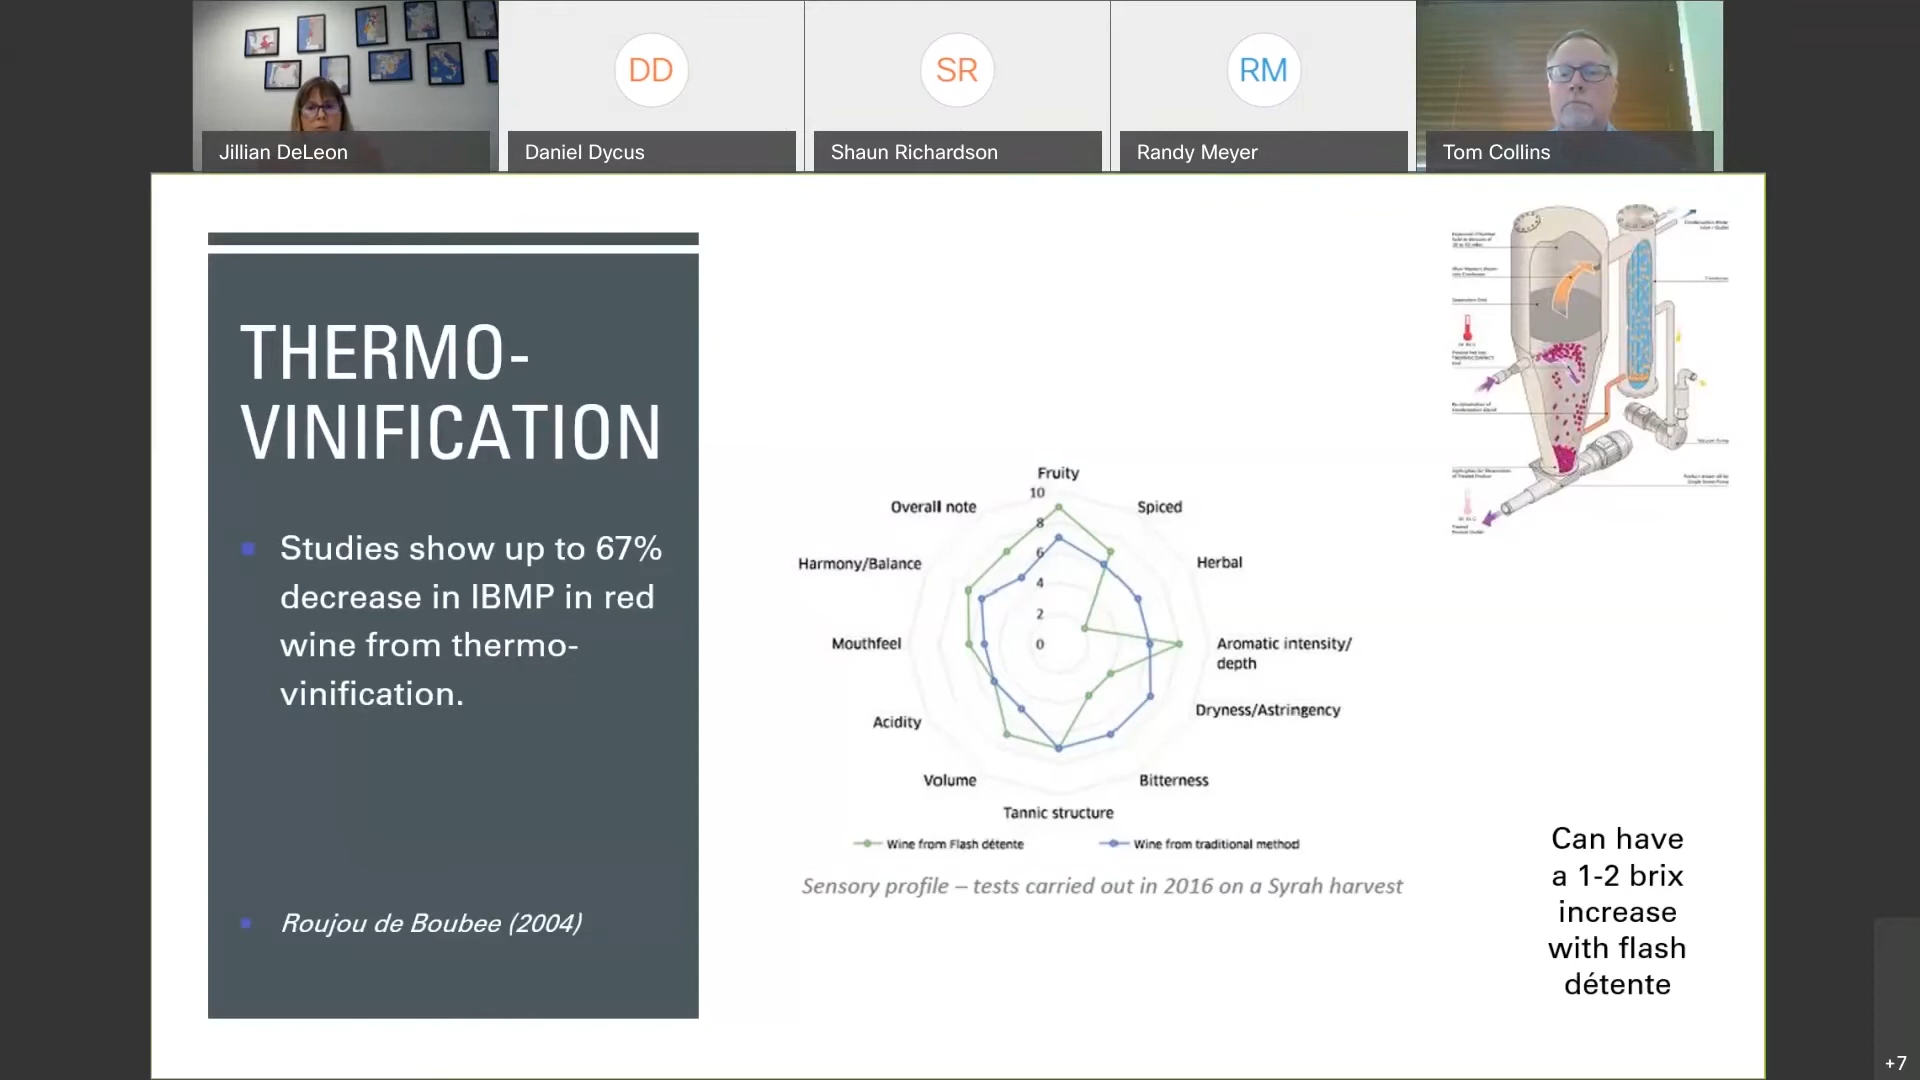 DD
SR
RM
Jillian DeLeon
Daniel Dycus
Shaun Richardson
Randy Meyer
Tom Collins
THERMO-
VINIFICATION
Studies show up to 67%
decrease in IBMP in red
wine from thermo-
vinification.
Roujou de Boubee (2004)
Fruity
10
8
6
4
2
0
Spiced
Herbal
Aromatic intensity/
depth
Dryness/Astringency
Bitterness
Tannic structure
Volume
Acidity
Mouthfeel
Harmony/Balance
Overall note
Wine from Flash détente
Wine from traditional method
Sensory profile – tests carried out in 2016 on a Syrah harvest
Can have
a 1-2 brix
increase
with flash
détente
+7